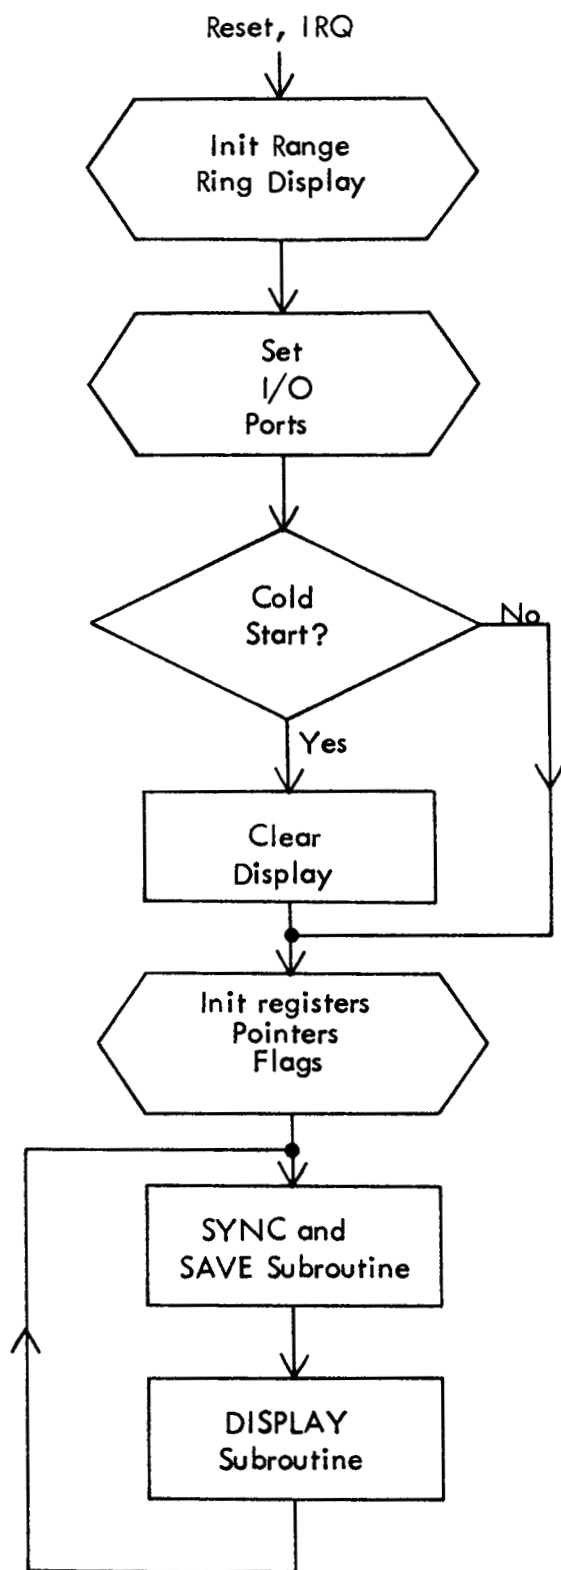 Reset, IRQ
Init Range
Ring Display
Set
I/O
Ports
Cold
Start?
No
Yes
Clear
Display
Init registers
Pointers
Flags
SYNC and
SAVE Subroutine
DISPLAY
Subroutine